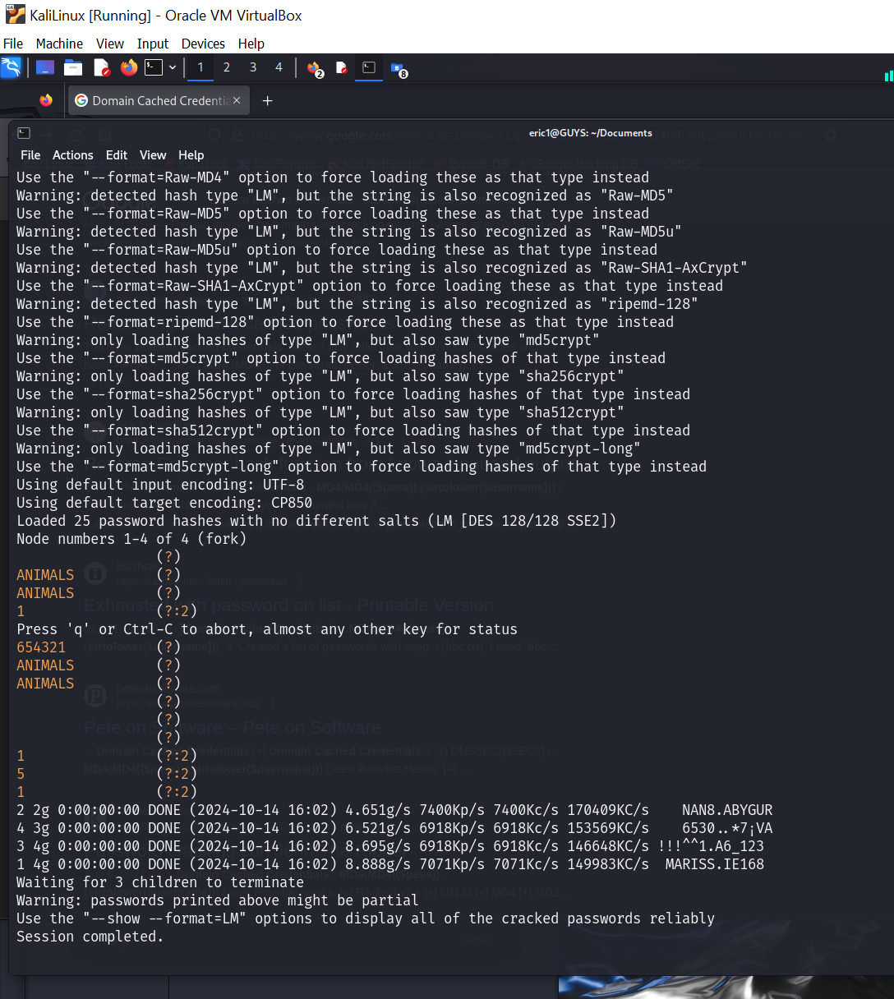 KaliLinux [Running] - Oracle VM VirtualBox
File Machine View Input Devices Help
1 2 3 4 2 8
Domain Cached Credentia × +
eric1@GUYS: ~/Documents
File Actions Edit View Help
Use the "--format=Raw-MD4" option to force loading these as that type instead
Warning: detected hash type "LM", but the string is also recognized as "Raw-MD5"
Use the "--format=Raw-MD5" option to force loading these as that type instead
Warning: detected hash type "LM", but the string is also recognized as "Raw-MD5u"
Use the "--format=Raw-MD5u" option to force loading these as that type instead
Warning: detected hash type "LM", but the string is also recognized as "Raw-SHA1-AxCrypt"
Use the "--format=Raw-SHA1-AxCrypt" option to force loading these as that type instead
Warning: detected hash type "LM", but the string is also recognized as "ripemd-128"
Use the "--format=ripemd-128" option to force loading these as that type instead
Warning: only loading hashes of type "LM", but also saw type "md5crypt"
Use the "--format=md5crypt" option to force loading hashes of that type instead
Warning: only loading hashes of type "LM", but also saw type "sha256crypt"
Use the "--format=sha256crypt" option to force loading hashes of that type instead
Warning: only loading hashes of type "LM", but also saw type "sha512crypt"
Use the "--format=sha512crypt" option to force loading hashes of that type instead
Warning: only loading hashes of type "LM", but also saw type "md5crypt-long"
Use the "--format=md5crypt-long" option to force loading hashes of that type instead
Using default input encoding: UTF-8
Using default target encoding: CP850
Loaded 25 password hashes with no different salts (LM [DES 128/128 SSE2])
Node numbers 1-4 of 4 (fork)
(?)
ANIMALS (?)
ANIMALS (?)
1 (?:2)
Exhausted password on list - Printable Version
Press 'q' or Ctrl-C to abort, almost any other key for status
654321 (?)
ANIMALS (?)
ANIMALS (?)
(?)
(?)
Pete on Software – Pete on Software
(?)
1 (?:2)
5 (?:2)
1 (?:2)
2 2g 0:00:00:00 DONE (2024-10-14 16:02) 4.651g/s 7400Kp/s 7400Kc/s 170409KC/s NAN8.ABYGUR
4 3g 0:00:00:00 DONE (2024-10-14 16:02) 6.521g/s 6918Kp/s 6918Kc/s 153569KC/s 6530..*7¡VA
3 4g 0:00:00:00 DONE (2024-10-14 16:02) 8.695g/s 6918Kp/s 6918Kc/s 146648KC/s !!!^^1.A6_123
1 4g 0:00:00:00 DONE (2024-10-14 16:02) 8.888g/s 7071Kp/s 7071Kc/s 149983KC/s MARISS.IE168
Waiting for 3 children to terminate
Warning: passwords printed above might be partial
Use the "--show --format=LM" options to display all of the cracked passwords reliably
Session completed.